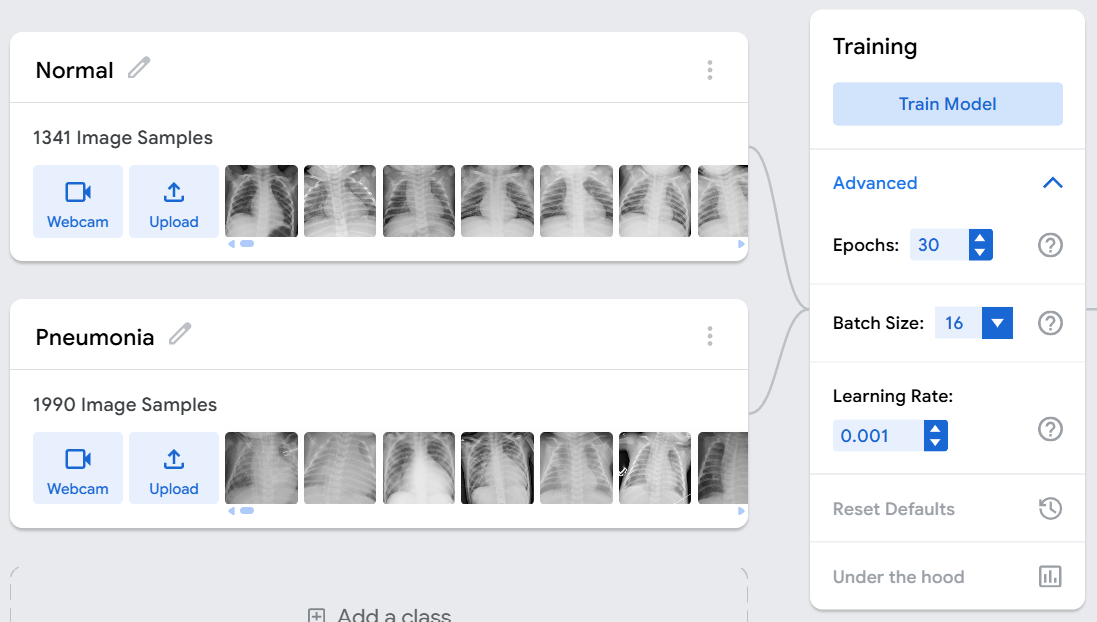 Normal
1341 Image Samples
Webcam
Upload
Pneumonia
1990 Image Samples
Webcam
Upload
Add a class
Training
Train Model
Advanced
Epochs: 30
Batch Size: 16
Learning Rate:
0.001
Reset Defaults
Under the hood